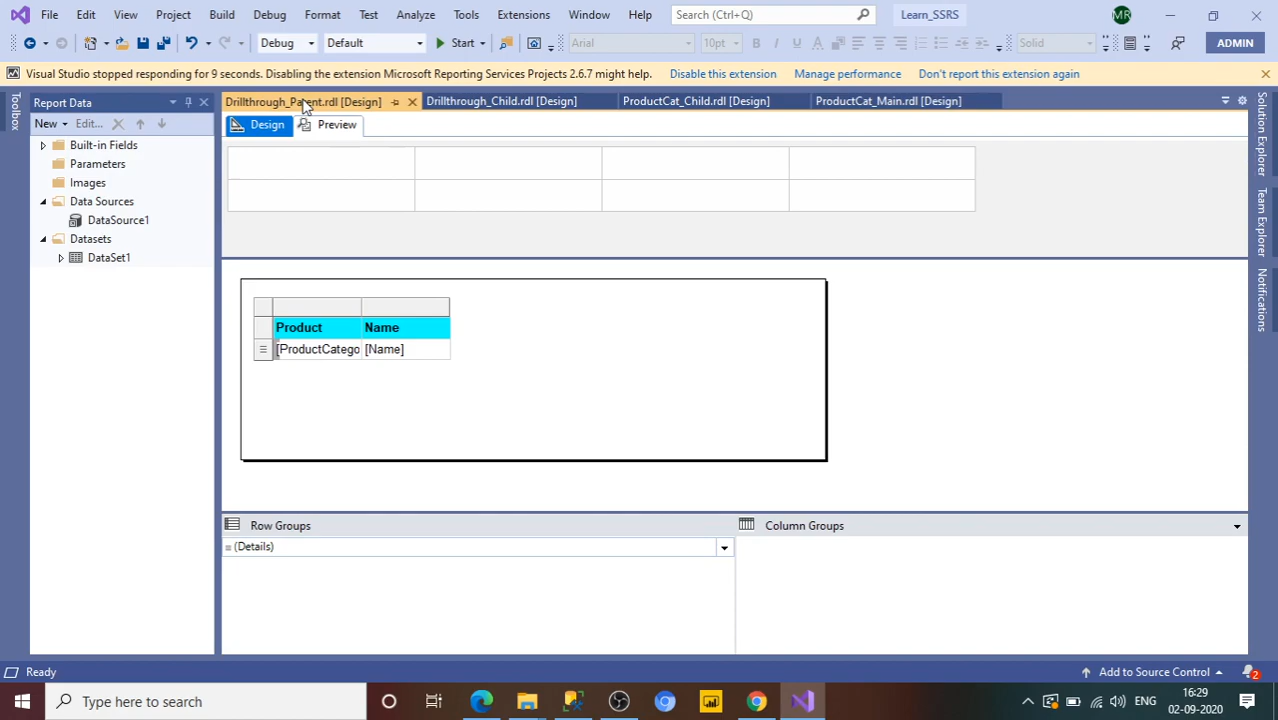 File Edit View Project Build Debug Format Test Analyze Tools Extensions Window Help Search (Ctrl+Q) Learn_SSRS MR
Debug Default Start Arial 10pt B I U A Solid ADMIN
Visual Studio stopped responding for 9 seconds. Disabling the extension Microsoft Reporting Services Projects 2.6.7 might help. Disable this extension Manage performance Don't report this extension again
Toolbox
Report Data
New Edit...
Built-in Fields
Parameters
Images
Data Sources
DataSource1
Datasets
DataSet1
Drillthrough_Parent.rdl [Design] Drillthrough_Child.rdl [Design] ProductCat_Child.rdl [Design] ProductCat_Main.rdl [Design]
Design Preview
Product Name
[ProductCatego [Name]
Row Groups
(Details)
Column Groups
Solution Explorer
Team Explorer
Notifications
Ready Add to Source Control 2
Type here to search ENG 16:29
02-09-2020